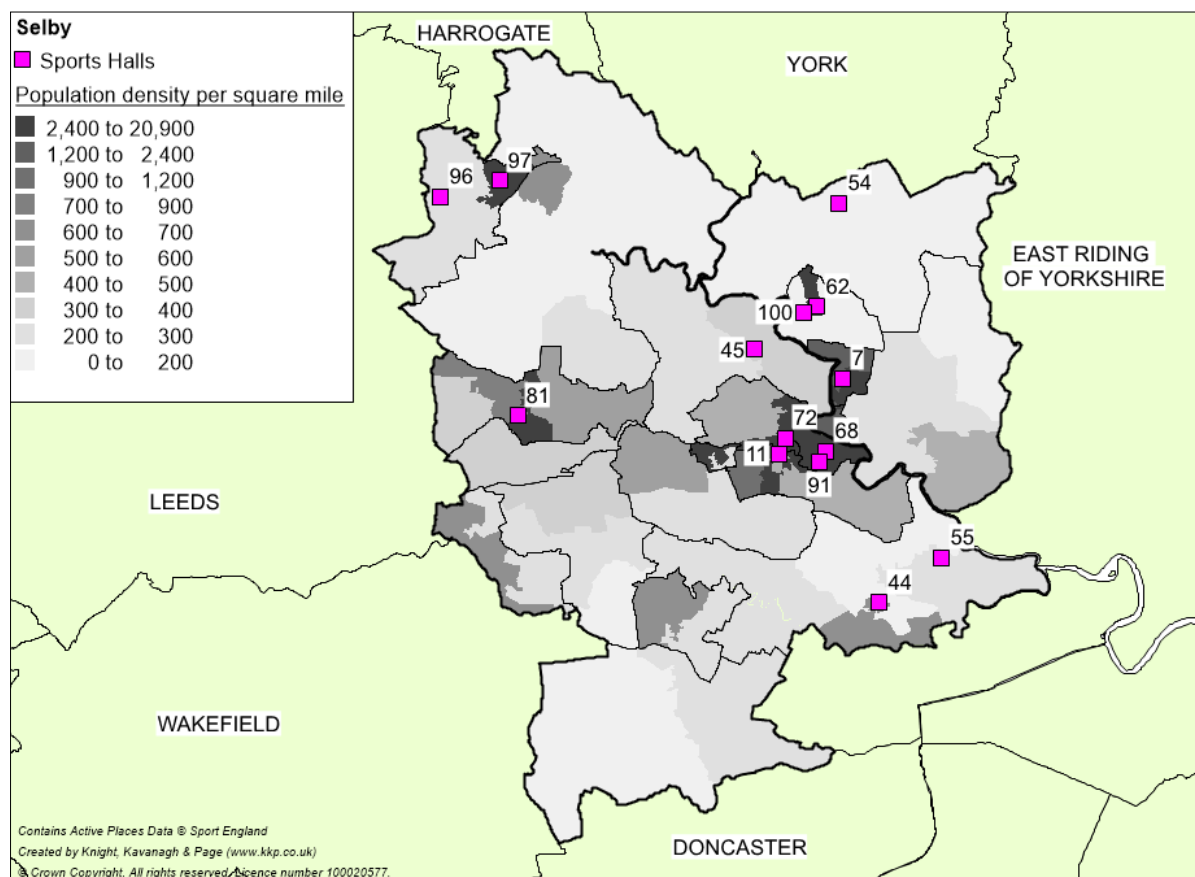 Selby
Sports Halls
Population density per square mile
2,400 to 20,900
1,200 to 2,400
900 to 1,200
700 to 900
600 to 700
500 to 600
400 to 500
300 to 400
200 to 300
0 to 200
HARROGATE
YORK
97
96
54
EAST RIDING
OF YORKSHIRE
62
100
45
7
81
72
68
11
91
LEEDS
55
44
WAKEFIELD
DONCASTER
Contains Active Places Data © Sport England
Created by Knight, Kavanagh & Page (www.kkp.co.uk)
© Crown Copyright. All rights reserved. Licence number 100020577.